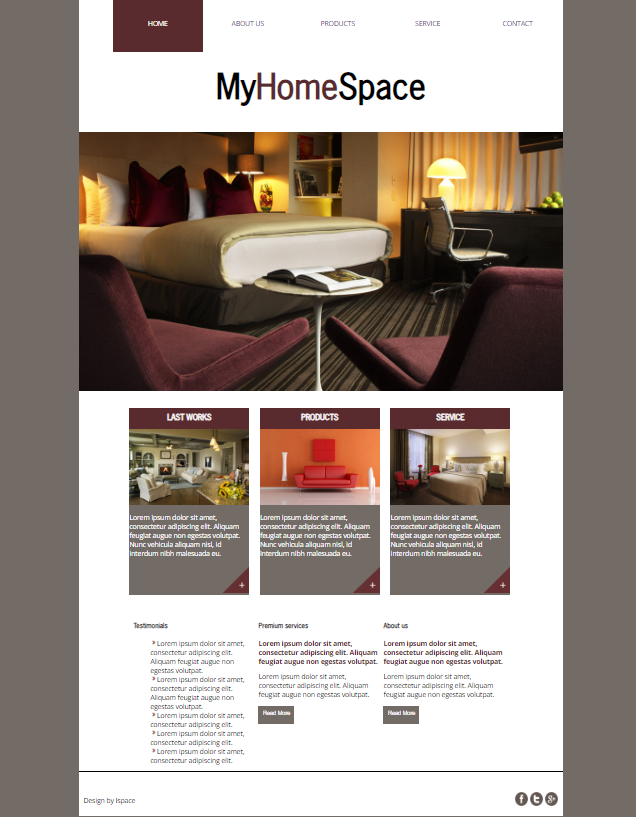 HOME ABOUT US PRODUCTS SERVICE CONTACT
MyHomeSpace
LAST WORKS
Lorem ipsum dolor sit amet,
consectetur adipiscing elit. Aliquam
feugiat augue non egestas volutpat.
Nunc vehicula aliquam nisl, id
interdum nibh malesuada eu.
+
PRODUCTS
Lorem ipsum dolor sit amet,
consectetur adipiscing elit. Aliquam
feugiat augue non egestas volutpat.
Nunc vehicula aliquam nisl, id
interdum nibh malesuada eu.
+
SERVICE
Lorem ipsum dolor sit amet,
consectetur adipiscing elit. Aliquam
feugiat augue non egestas volutpat.
Nunc vehicula aliquam nisl, id
interdum nibh malesuada eu.
+
Testimonials
» Lorem ipsum dolor sit amet,
consectetur adipiscing elit.
Aliquam feugiat augue non
egestas volutpat.
» Lorem ipsum dolor sit amet,
consectetur adipiscing elit.
Aliquam feugiat augue non
egestas volutpat.
» Lorem ipsum dolor sit amet,
consectetur adipiscing elit.
» Lorem ipsum dolor sit amet,
consectetur adipiscing elit.
» Lorem ipsum dolor sit amet,
consectetur adipiscing elit.
Premium services
Lorem ipsum dolor sit amet,
consectetur adipiscing elit. Aliquam
feugiat augue non egestas volutpat.
Lorem ipsum dolor sit amet,
consectetur adipiscing elit. Aliquam
feugiat augue non egestas volutpat.
Read More
About us
Lorem ipsum dolor sit amet,
consectetur adipiscing elit. Aliquam
feugiat augue non egestas volutpat.
Lorem ipsum dolor sit amet,
consectetur adipiscing elit. Aliquam
feugiat augue non egestas volutpat.
Read More
Design by Ispace